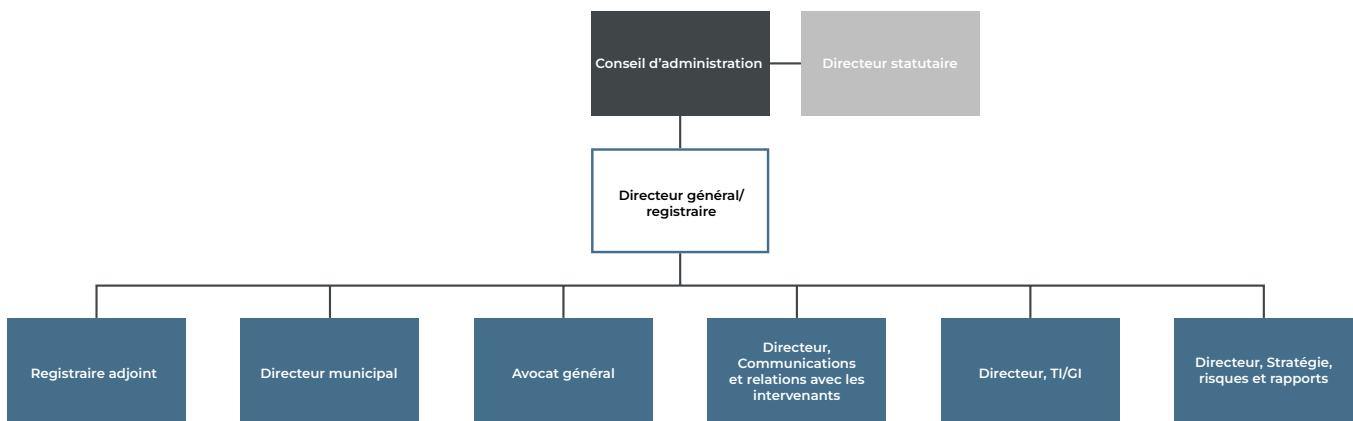 Conseil d’administration
Directeur statutaire
Directeur général/
registraire
Registraire adjoint
Directeur municipal
Avocat général
Directeur,
Communications
et relations avec les
intervenants
Directeur, TI/GI
Directeur, Stratégie,
risques et rapports